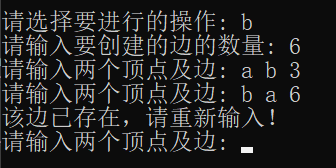 请选择要进行的操作: b
请输入要创建的边的数量: 6
请输入两个顶点及边: a b 3
请输入两个顶点及边: b a 6
该边已存在，请重新输入!
请输入两个顶点及边: